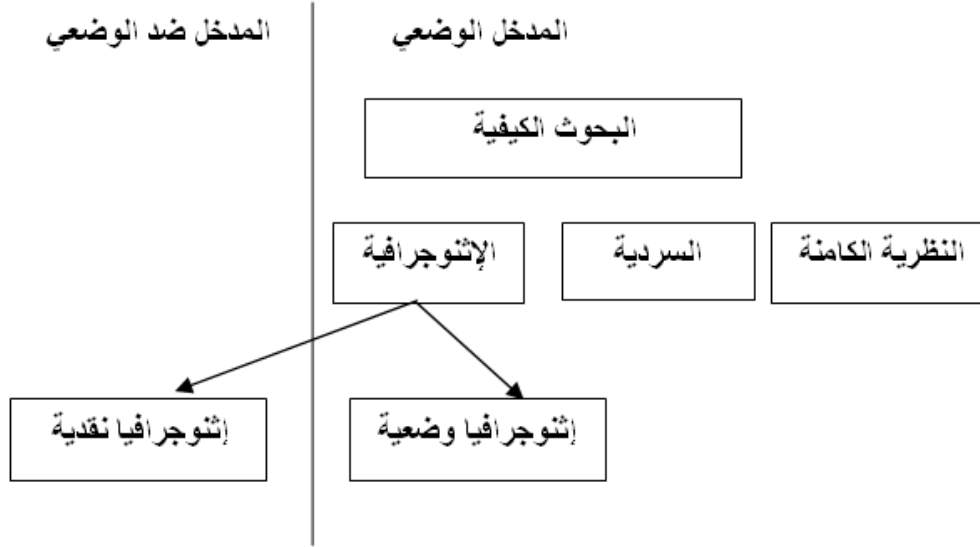 المدخل الوضعي
المدخل ضد الوضعي
البحوث الكيفية
النظرية الكامنة
السردية
الإثنوجرافية
إثنوجرافيا وضعية
إثنوجرافيا نقدية